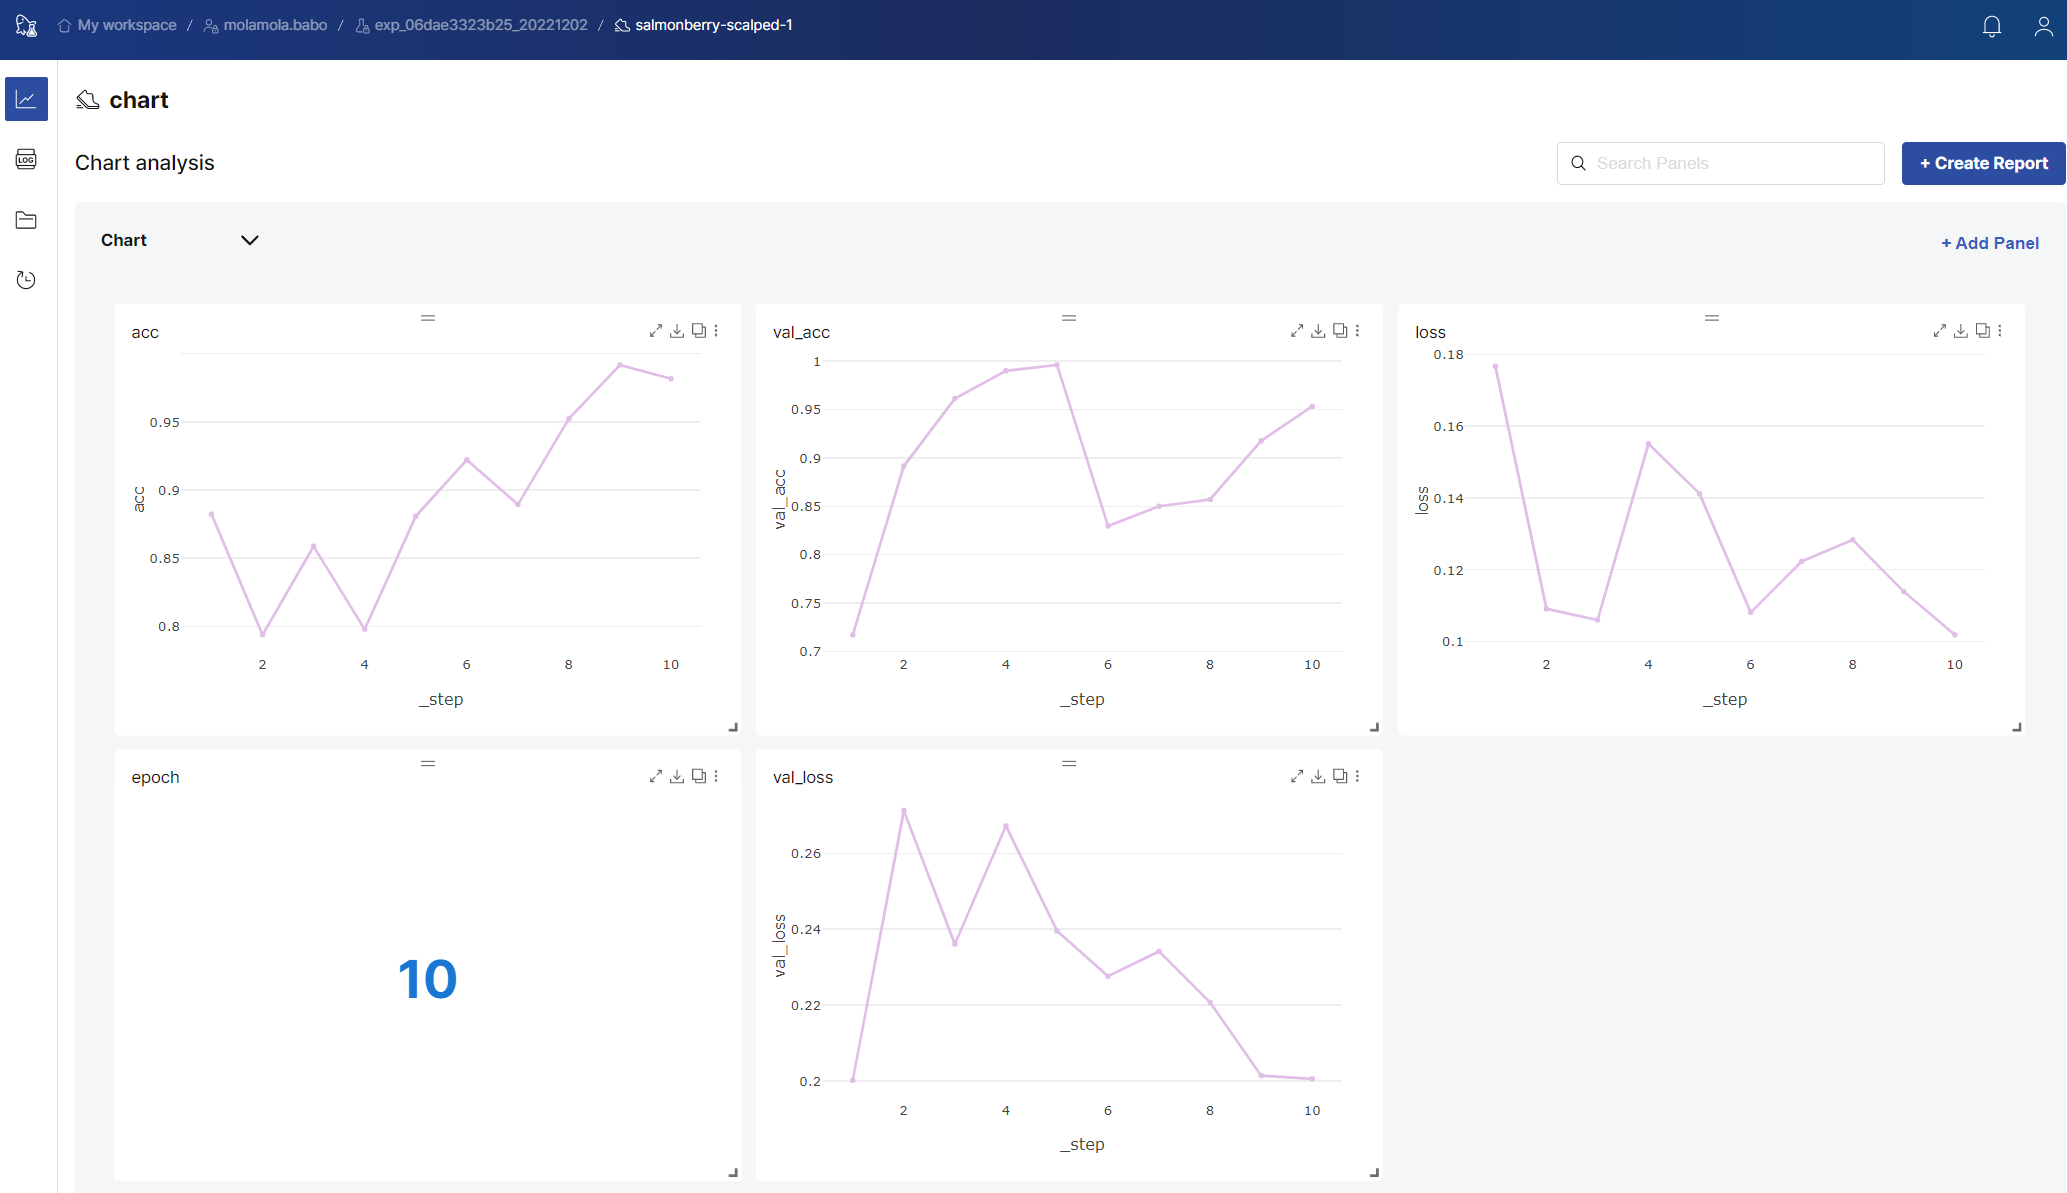 My workspace / molamola.babo / exp_06dae3323b25_20221202 / salmonberry-scalped-1
LOG
chart
Chart analysis
Search Panels
+ Create Report
Chart
+ Add Panel
acc
0.95
0.9
0.85
0.8
acc
2 4 6 8 10
_step
val_acc
1
0.95
0.9
0.85
0.8
0.75
0.7
val_acc
2 4 6 8 10
_step
loss
0.18
0.16
0.14
0.12
0.1
loss
2 4 6 8 10
_step
epoch
10
val_loss
0.26
0.24
0.22
0.2
val_loss
2 4 6 8 10
_step